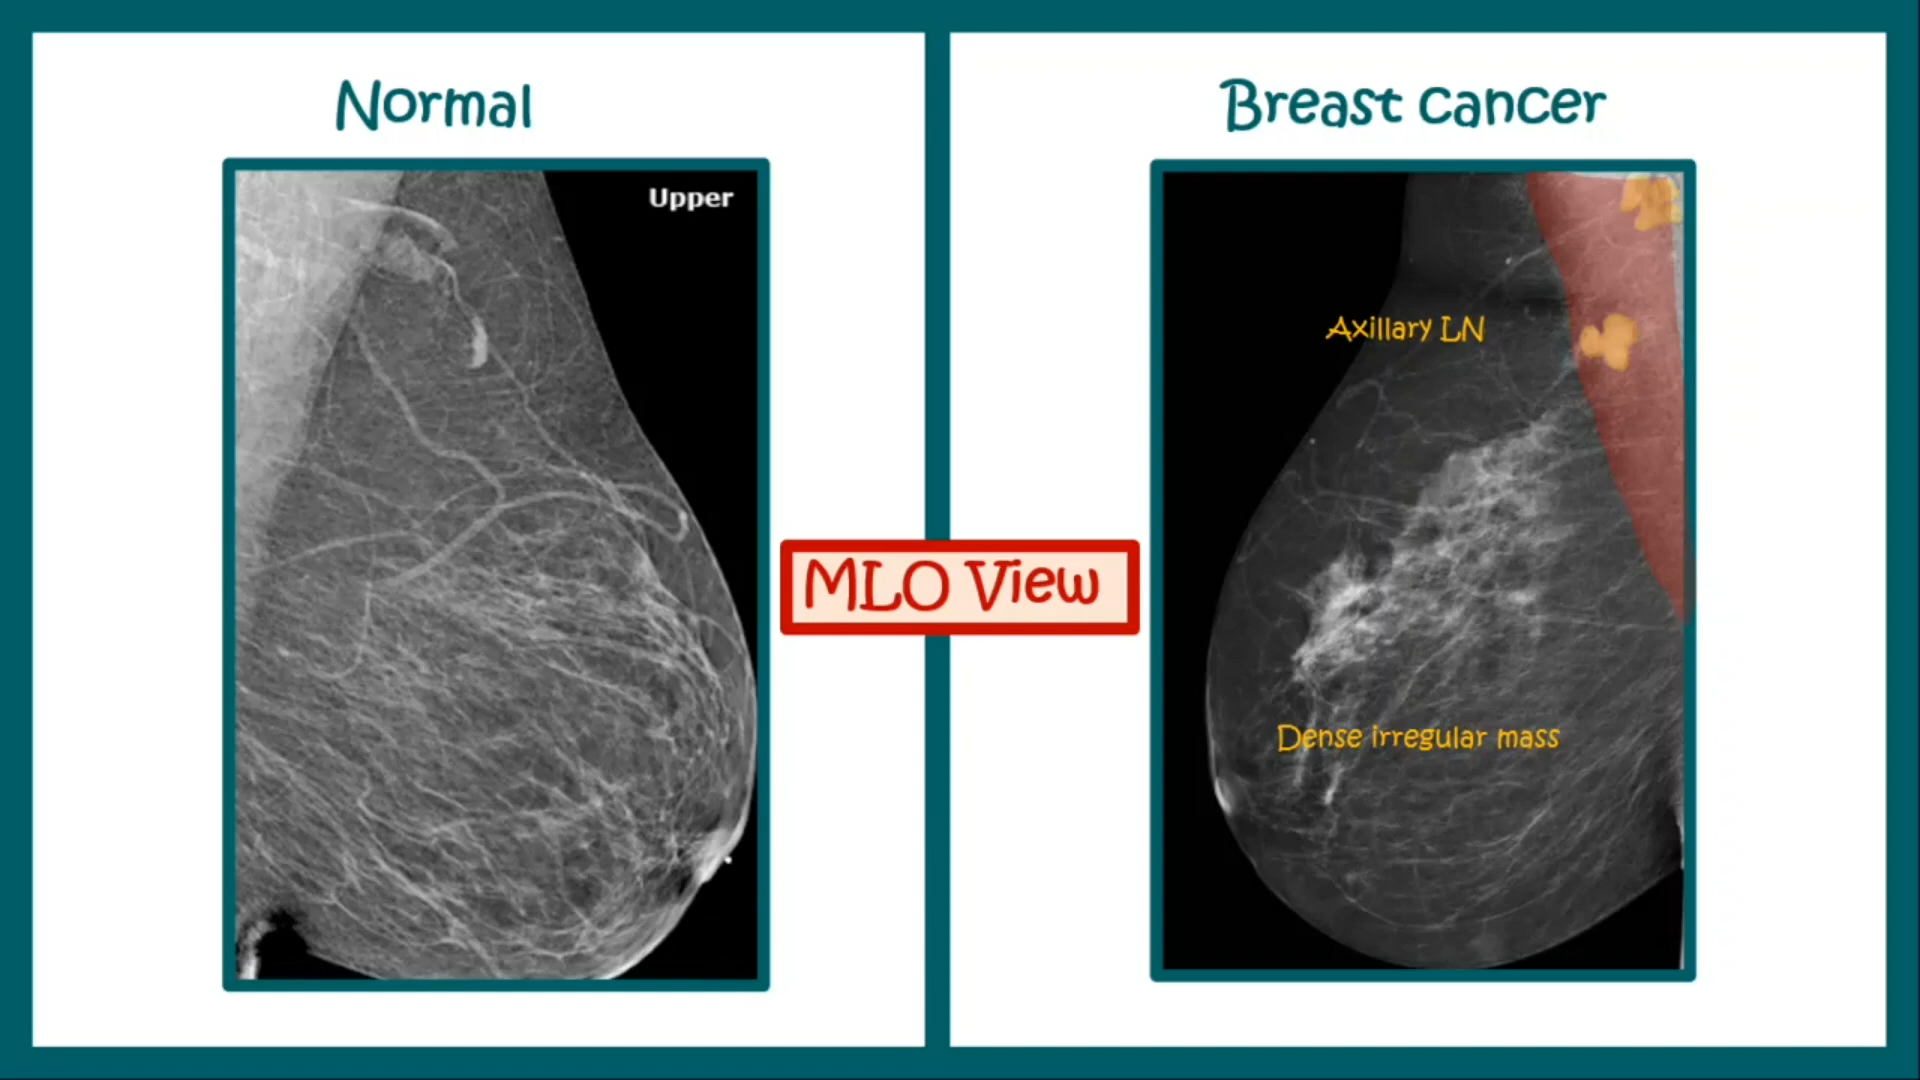 Normal
Upper
MLO View
Breast cancer
Axillary LN
Dense irregular mass